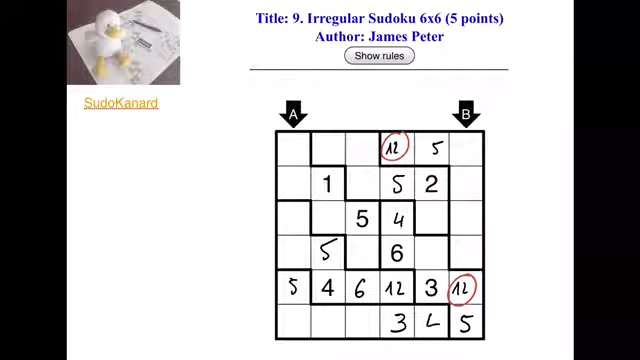 Title: 9. Irregular Sudoku 6x6 (5 points)
Author: James Peter
Show rules
SudoKanard
A B
12 5
1 5 2
5 4
5 6
5 4 6 12 3 12
3 4 5